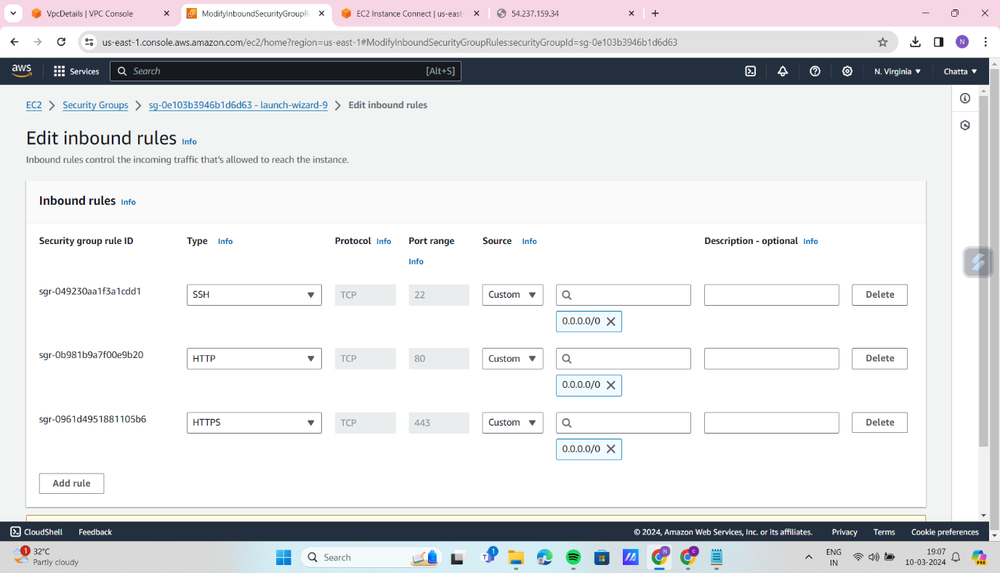 VpcDetails | VPC Console
ModifyInboundSecurityGroupR
EC2 Instance Connect | us-east-
54.237.159.34
us-east-1.console.aws.amazon.com/ec2/home?region=us-east-1#ModifyInboundSecurityGroupRules:securityGroupId=sg-0e103b3946b1d6d63
N
aws
Services
Search
[Alt+S]
N. Virginia
Chatta
EC2
Security Groups
sg-0e103b3946b1d6d63 - launch-wizard-9
Edit inbound rules
Edit inbound rules Info
Inbound rules control the incoming traffic that's allowed to reach the instance.
Inbound rules Info
Security group rule ID
Type Info
Protocol Info
Port range
Info
Source Info
Description - optional Info
sgr-049230aa1f3a1cdd1
SSH
TCP
22
Custom
Delete
0.0.0.0/0
sgr-0b981b9a7f00e9b20
HTTP
TCP
80
Custom
Delete
0.0.0.0/0
sgr-0961d4951881105b6
HTTPS
TCP
443
Custom
Delete
0.0.0.0/0
Add rule
CloudShell
Feedback
© 2024, Amazon Web Services, Inc. or its affiliates.
Privacy
Terms
Cookie preferences
1
32°C
Partly cloudy
Search
1
N
C
ENG
IN
19:07
10-03-2024
PRE